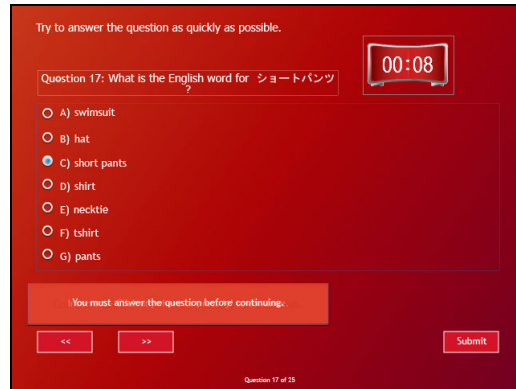 Try to answer the question as quickly as possible.
00:08
Question 17: What is the English word for ショートパンツ
?
A) swimsuit
B) hat
C) short pants
D) shirt
E) necktie
F) tshirt
G) pants
You must answer the question before continuing.
<<
>>
Submit
Question 17 of 25